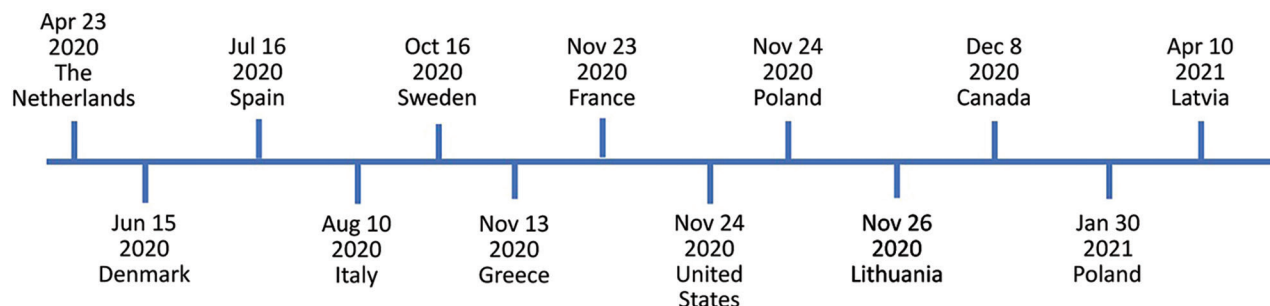 Apr 23
2020
The
Netherlands
Jun 15
2020
Denmark
Jul 16
2020
Spain
Aug 10
2020
Italy
Oct 16
2020
Sweden
Nov 13
2020
Greece
Nov 23
2020
France
Nov 24
2020
United
States
Nov 24
2020
Poland
Nov 26
2020
Lithuania
Dec 8
2020
Canada
Jan 30
2021
Poland
Apr 10
2021
Latvia